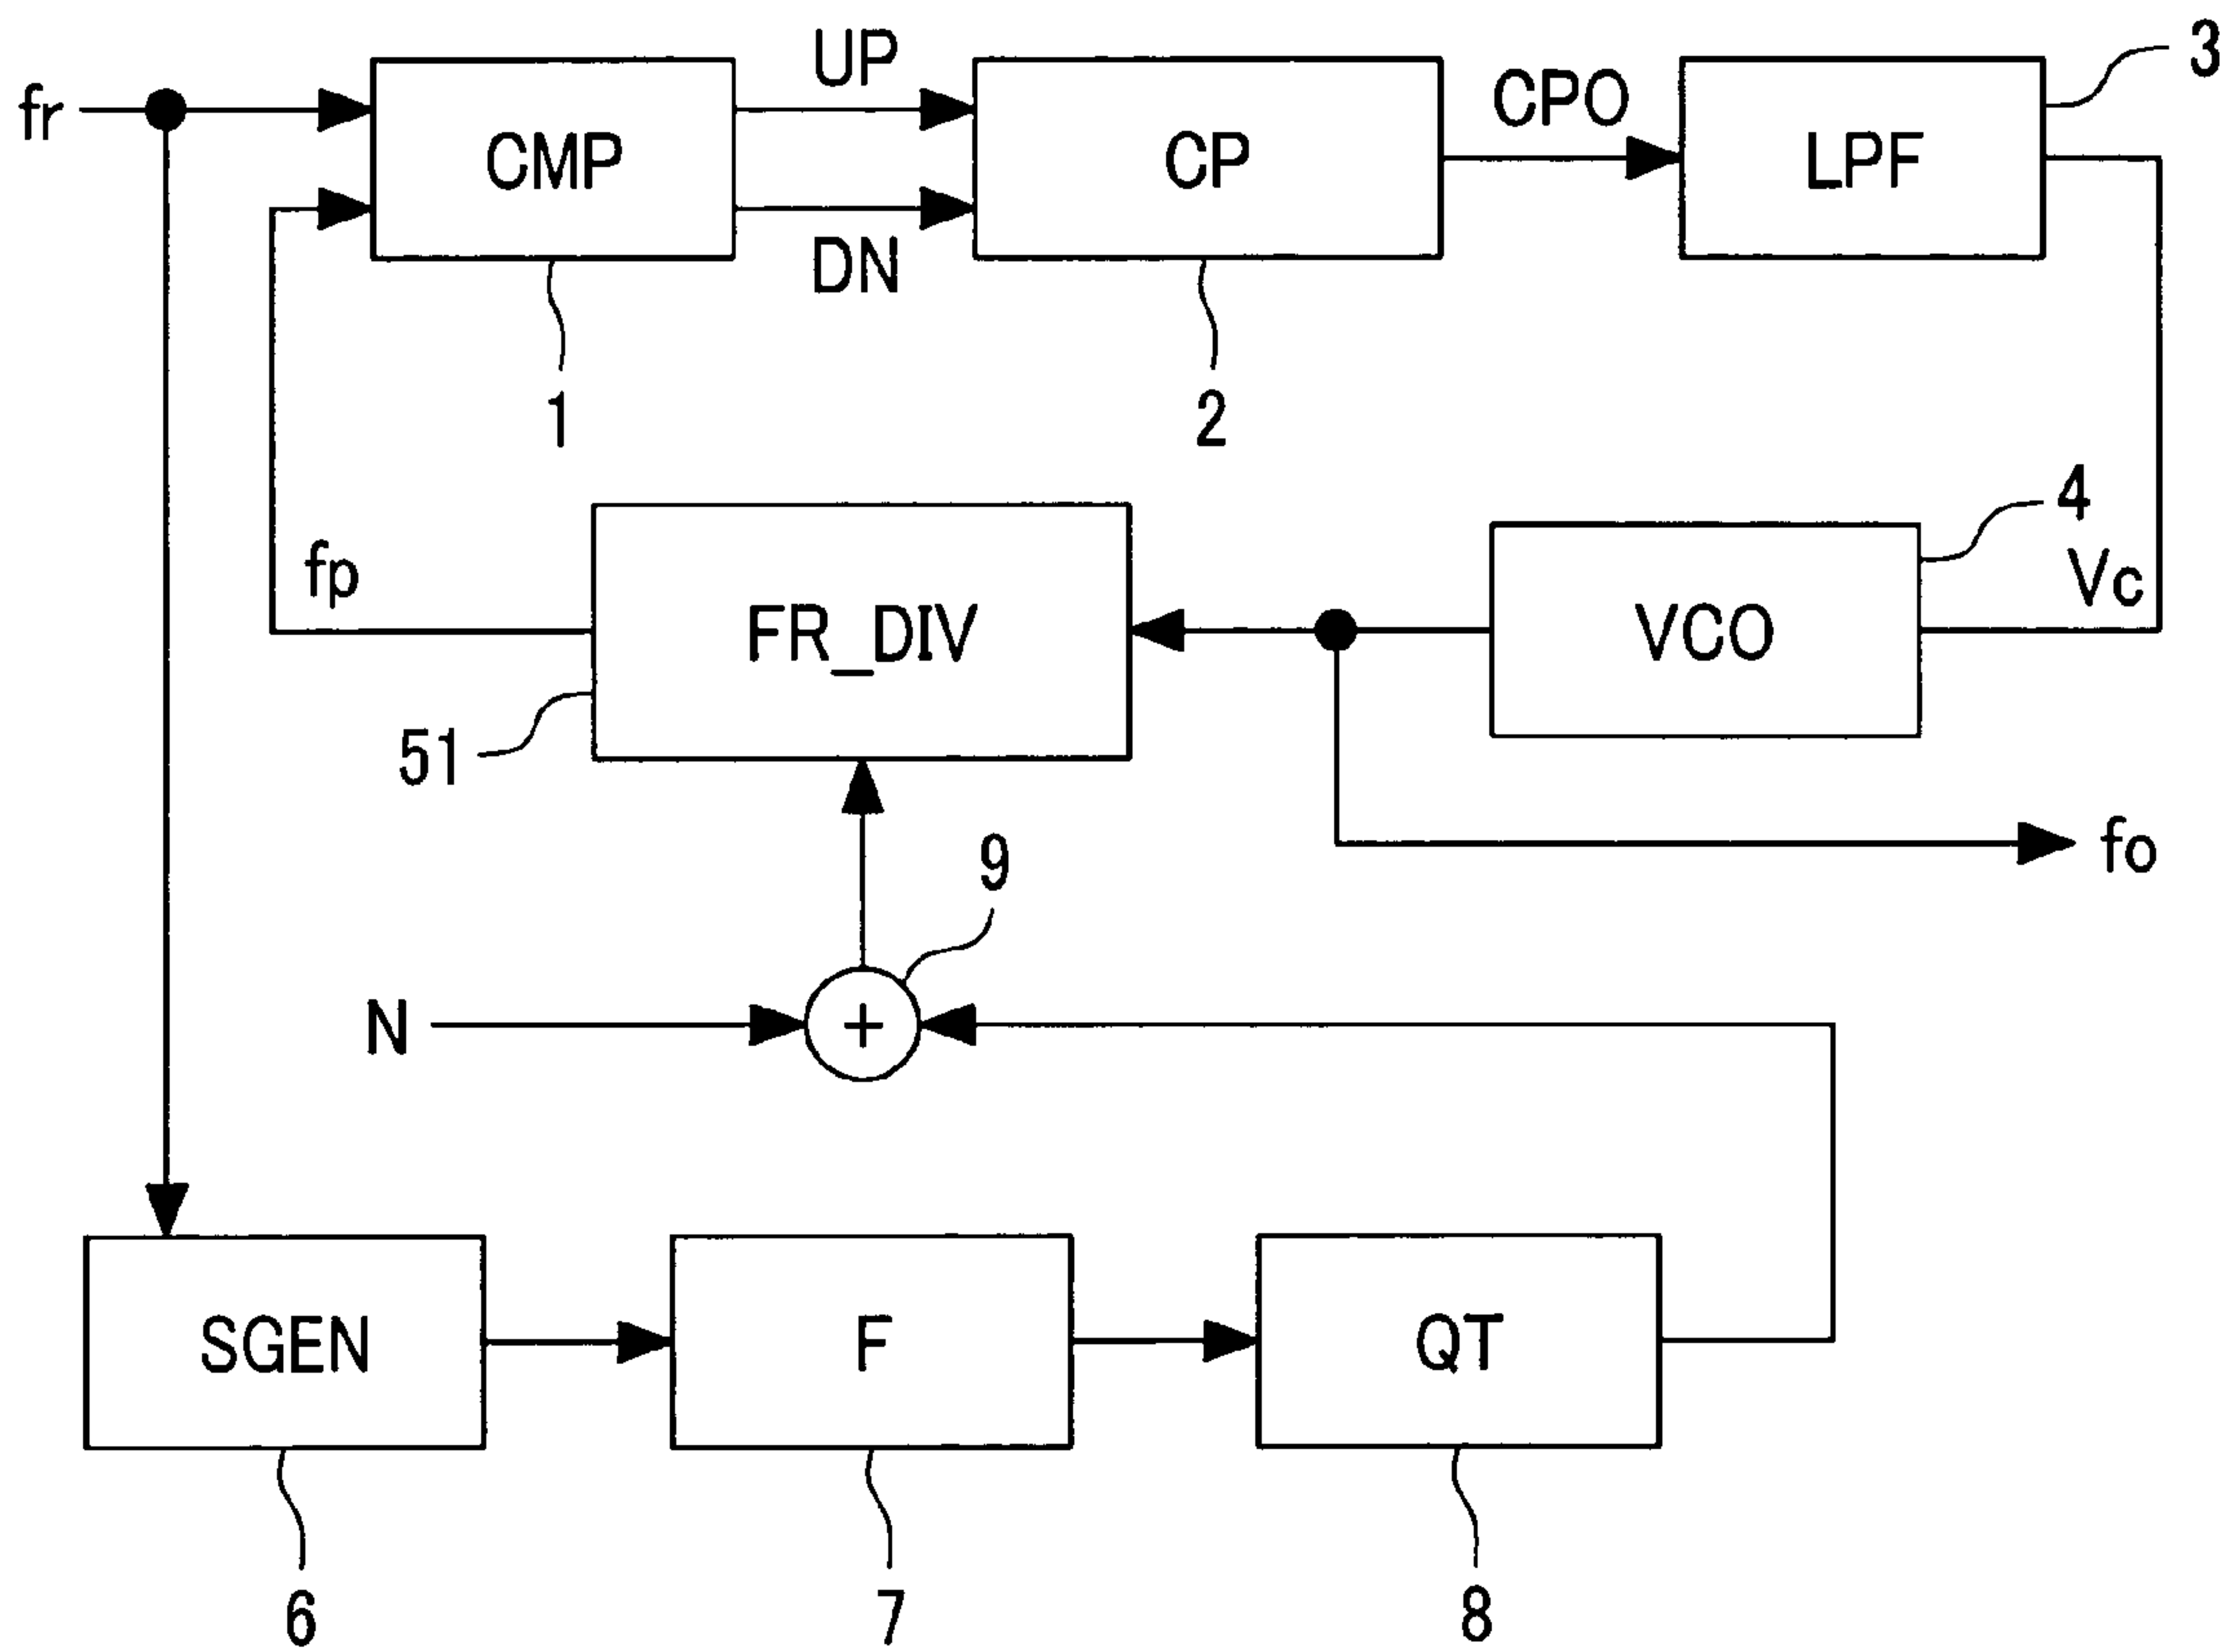 UP
3
fr
CMP
CP
CPO
LPF
DN
1
2
4
fp
FR_DIV
VCO
Vc
51
9
fo
N
+
SGEN
F
QT
6
7
8